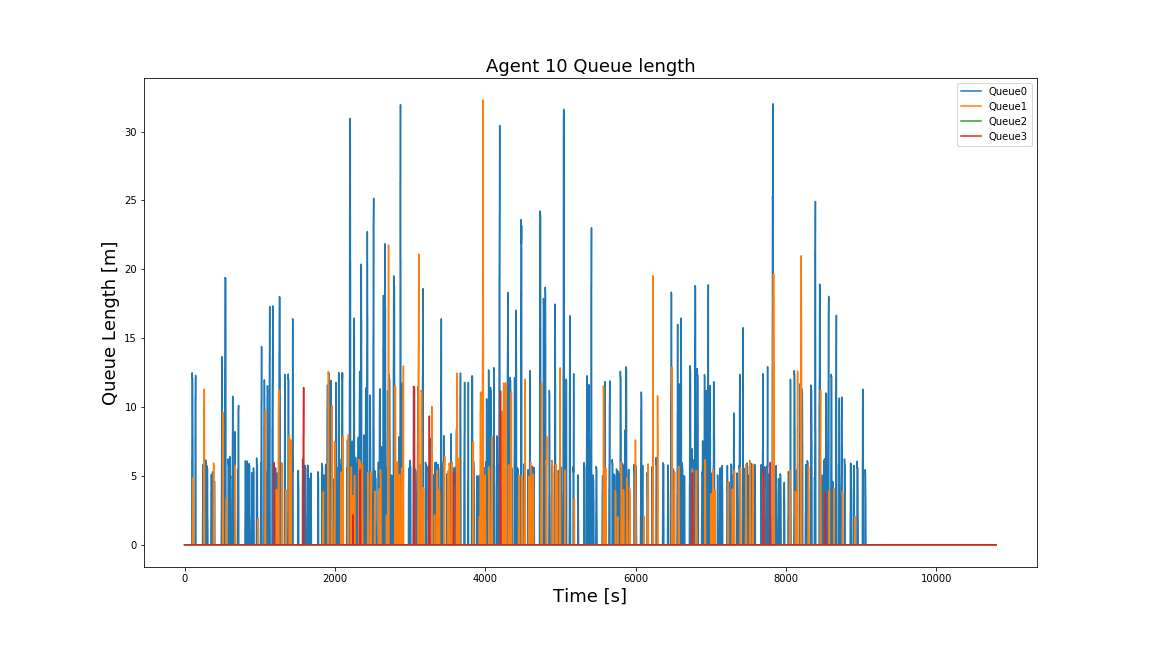 Agent 10 Queue length
Queue0
Queue1
Queue2
Queue3
Queue Length [m]
30
25
20
15
10
5
0
0 2000 4000 6000 8000 10000
Time [s]